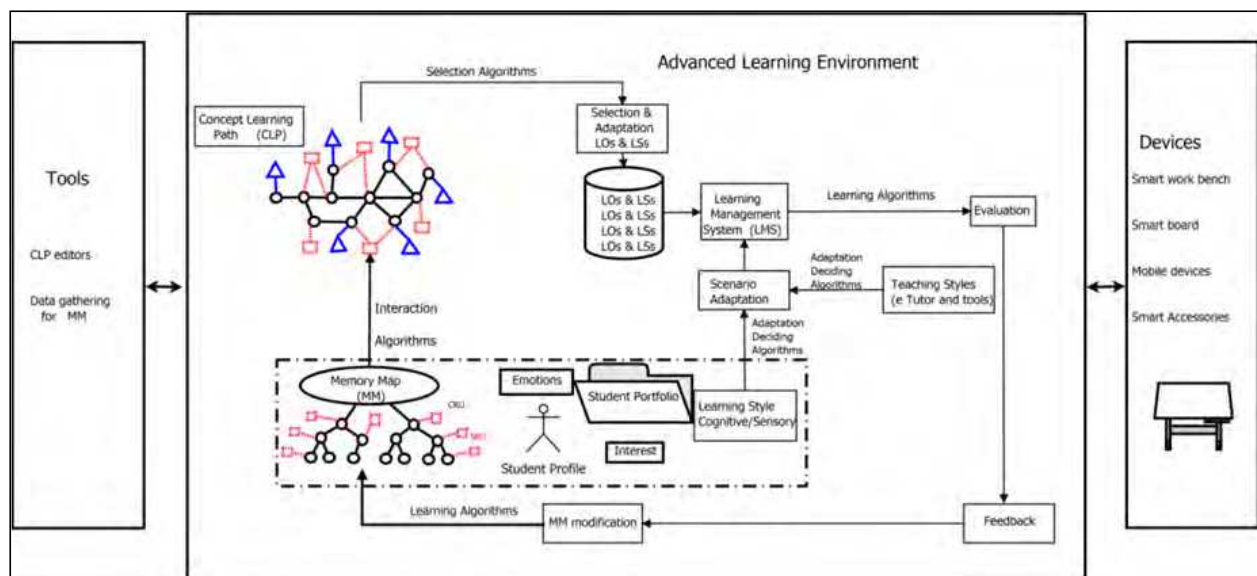 Advanced Learning Environment
Tools
CLP editors
Data gathering
for MM
Selection Algorithms
Concept Learning
Path (CLP)
Selection &
Adaptation
LOs & LSs
LOs & LSs
LOs & LSs
LOs & LSs
LOs & LSs
Learning
Management
System (LMS)
Learning Algorithms
Evaluation
Scenario
Adaptation
Adaptation
Deciding
Algorithms
Teaching Styles
(e Tutor and tools)
Interaction
Algorithms
Adaptation
Deciding
Algorithms
Memory Map
(MM)
Emotions
Student Portfolio
Learning Style
Cognitive/Sensory
Interest
Student Profile
Learning Algorithms
MM modification
Feedback
Devices
Smart work bench
Smart board
Mobile devices
Smart Accessories